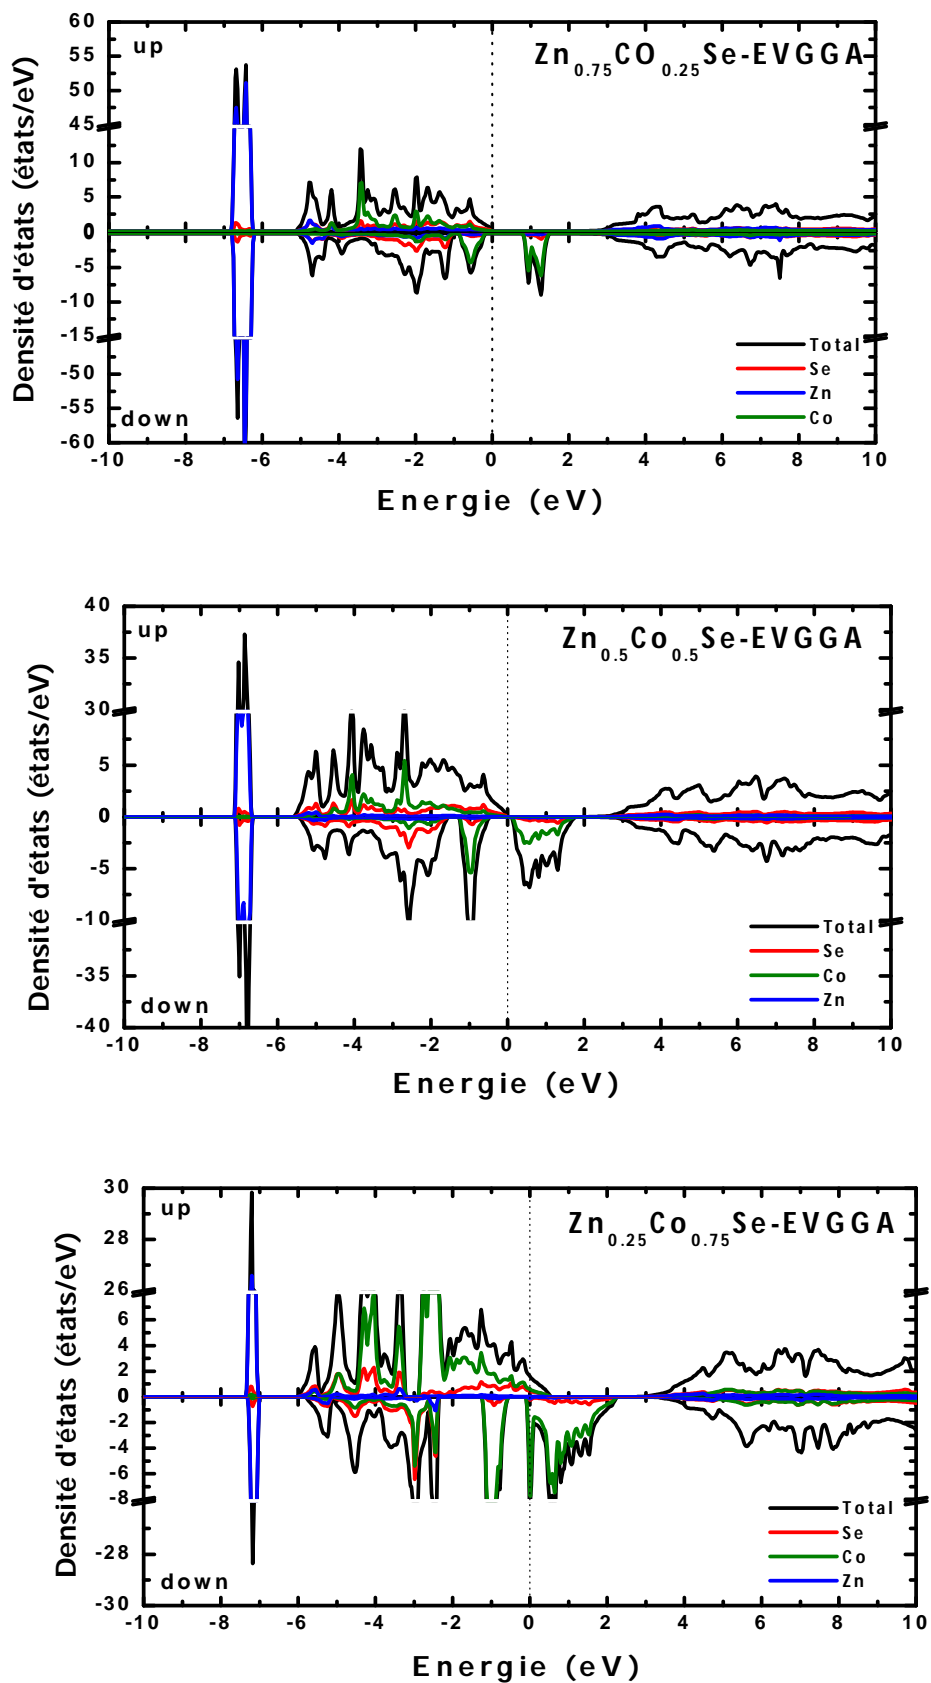 60
up
Zn0.75CO0.25Se-EVGGA
55
50
45
10
5
0
-5
-10
-15
-50
-55
-60
Densité d'états (états/eV)
Total
Se
Zn
Co
down
-10 -8 -6 -4 -2 0 2 4 6 8 10
Energie (eV)
40
up
Zn0.5Co0.5Se-EVGGA
35
30
5
0
-5
-10
-35
-40
Densité d'états (états/eV)
Total
Se
Co
Zn
down
-10 -8 -6 -4 -2 0 2 4 6 8 10
Energie (eV)
30
up
Zn0.25Co0.75Se-EVGGA
28
26
6
4
2
0
-2
-4
-6
-8
-28
-30
Densité d'états (états/eV)
Total
Se
Co
Zn
down
-10 -8 -6 -4 -2 0 2 4 6 8 10
Energie (eV)